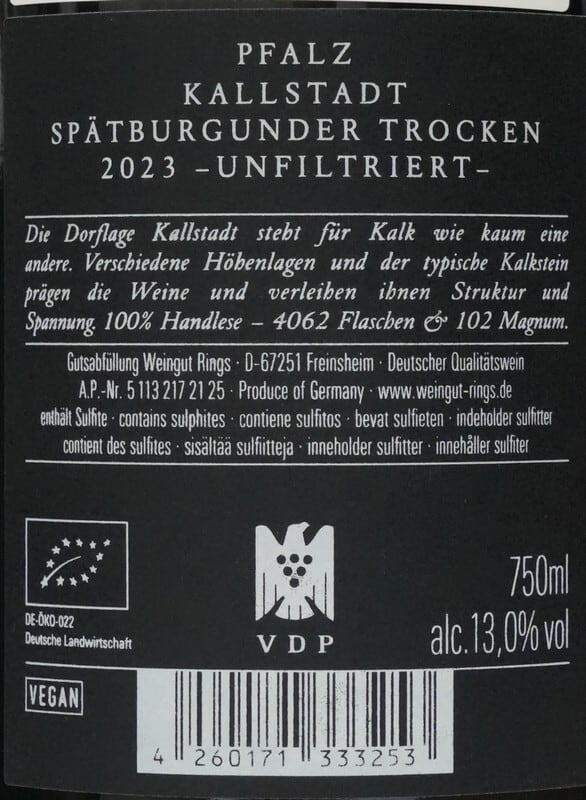 PFALZ
KALLSTADT
SPÄTBURGUNDER TROCKEN
2023 –UNFILTRIERT–
Die Dorflage Kallstadt steht für Kalk wie kaum eine
andere. Verschiedene Höhenlagen und der typische Kalkstein
prägen die Weine und verleihen ihnen Struktur und
Spannung. 100% Handlese – 4062 Flaschen & 102 Magnum.
Gutsabfüllung Weingut Rings · D-67251 Freinsheim · Deutscher Qualitätswein
A.P.-Nr. 5 113 217 21 25 · Produce of Germany · www.weingut-rings.de
enthält Sulfite · contains sulphites · contiene sulfitos · bevat sulfieten · indeholder sulfitter
contient des sulfites · sisältää sulfiitteja · inneholder sulfitter · innehåller sulfiter
DE-ÖKO-022
Deutsche Landwirtschaft
VDP
750ml
alc.13,0% vol
VEGAN
4 260171 333253